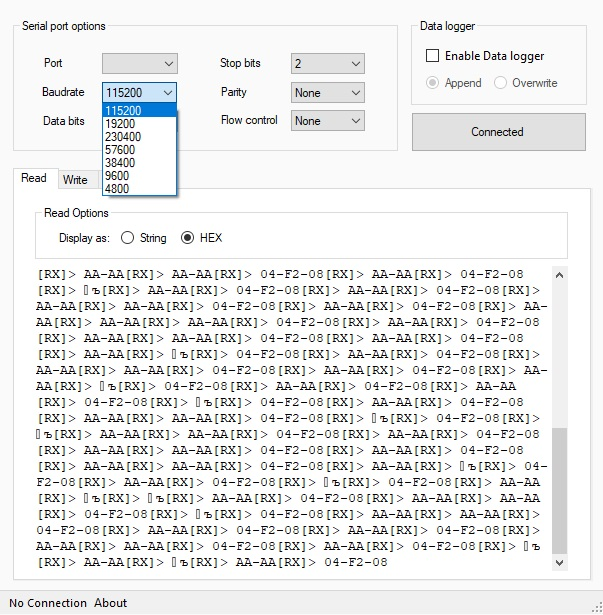 Serial port options
Port
Stop bits 2
Baudrate 115200
Parity None
Data bits
Flow control None
115200
19200
230400
57600
38400
9600
4800
Data logger
Enable Data logger
Append Overwrite
Connected
Read Write
Read Options
Display as: String HEX
[RX]> AA-AA[RX]> AA-AA[RX]> 04-F2-08[RX]> AA-AA[RX]> 04-F2-08
[RX]> ▯ъ[RX]> AA-AA[RX]> 04-F2-08[RX]> AA-AA[RX]> 04-F2-08[RX]>
AA-AA[RX]> AA-AA[RX]> 04-F2-08[RX]> AA-AA[RX]> 04-F2-08[RX]> AA-
AA[RX]> AA-AA[RX]> 04-F2-08[RX]> AA-AA[RX]> AA-AA[RX]> 04-F2-08
[RX]> AA-AA[RX]> AA-AA[RX]> 04-F2-08[RX]> AA-AA[RX]> 04-F2-08
[RX]> AA-AA[RX]> ▯ъ[RX]> AA-AA[RX]> 04-F2-08[RX]> 04-F2-08[RX]>
AA-AA[RX]> AA-AA[RX]> AA-AA[RX]> 04-F2-08[RX]> AA-AA[RX]> AA-
AA[RX]> ▯ъ[RX]> 04-F2-08[RX]> AA-AA[RX]> 04-F2-08[RX]> AA-AA
[RX]> 04-F2-08[RX]> ▯ъ[RX]> 04-F2-08[RX]> AA-AA[RX]> 04-F2-08
[RX]> AA-AA[RX]> AA-AA[RX]> 04-F2-08[RX]> ▯ъ[RX]> 04-F2-08[RX]>
▯ъ[RX]> AA-AA[RX]> AA-AA[RX]> AA-AA[RX]> AA-AA[RX]> 04-F2-08
[RX]> AA-AA[RX]> AA-AA[RX]> 04-F2-08[RX]> AA-AA[RX]> 04-F2-08
[RX]> AA-AA[RX]> 04-F2-08[RX]> AA-AA[RX]> AA-AA[RX]> ▯ъ[RX]> 04-
F2-08[RX]> AA-AA[RX]> 04-F2-08[RX]> ▯ъ[RX]> 04-F2-08[RX]> AA-AA
[RX]> ▯ъ[RX]> ▯ъ[RX]> AA-AA[RX]> 04-F2-08[RX]> AA-AA[RX]> AA-AA
[RX]> 04-F2-08[RX]> ▯ъ[RX]> 04-F2-08[RX]> AA-AA[RX]> AA-AA[RX]>
04-F2-08[RX]> AA-AA[RX]> AA-AA[RX]> 04-F2-08[RX]> 04-F2-08[RX]>
AA-AA[RX]> AA-AA[RX]> AA-AA[RX]> 04-F2-08[RX]> AA-AA[RX]> ▯ъ
[RX]> AA-AA[RX]> ▯ъ[RX]> AA-AA[RX]> 04-F2-08
No Connection About